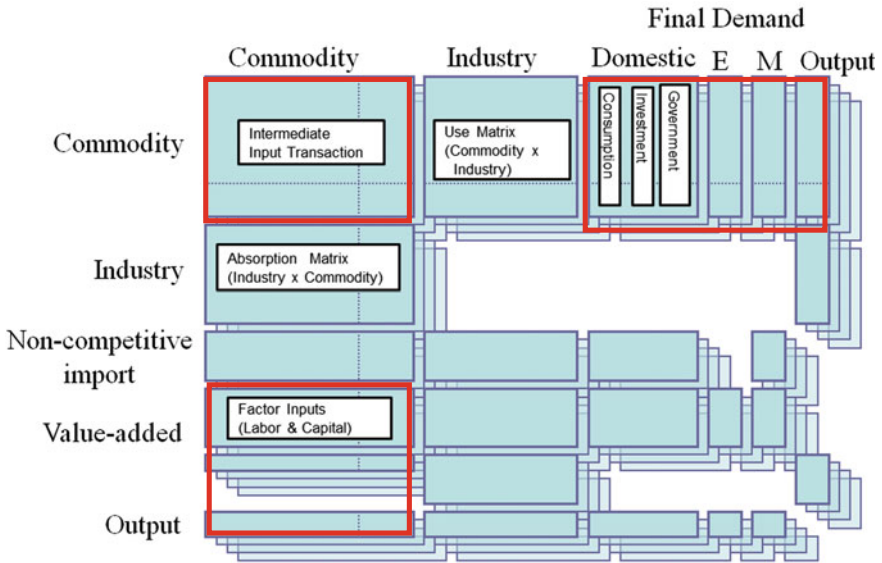 Final Demand
Commodity Industry Domestic E M Output
Commodity
Intermediate
Input Transaction
Use Matrix
(Commodity x
Industry)
Consumption
Investment
Government
Industry
Absorption Matrix
(Industry x Commodity)
Non-competitive
import
Value-added
Factor Inputs
(Labor & Capital)
Output